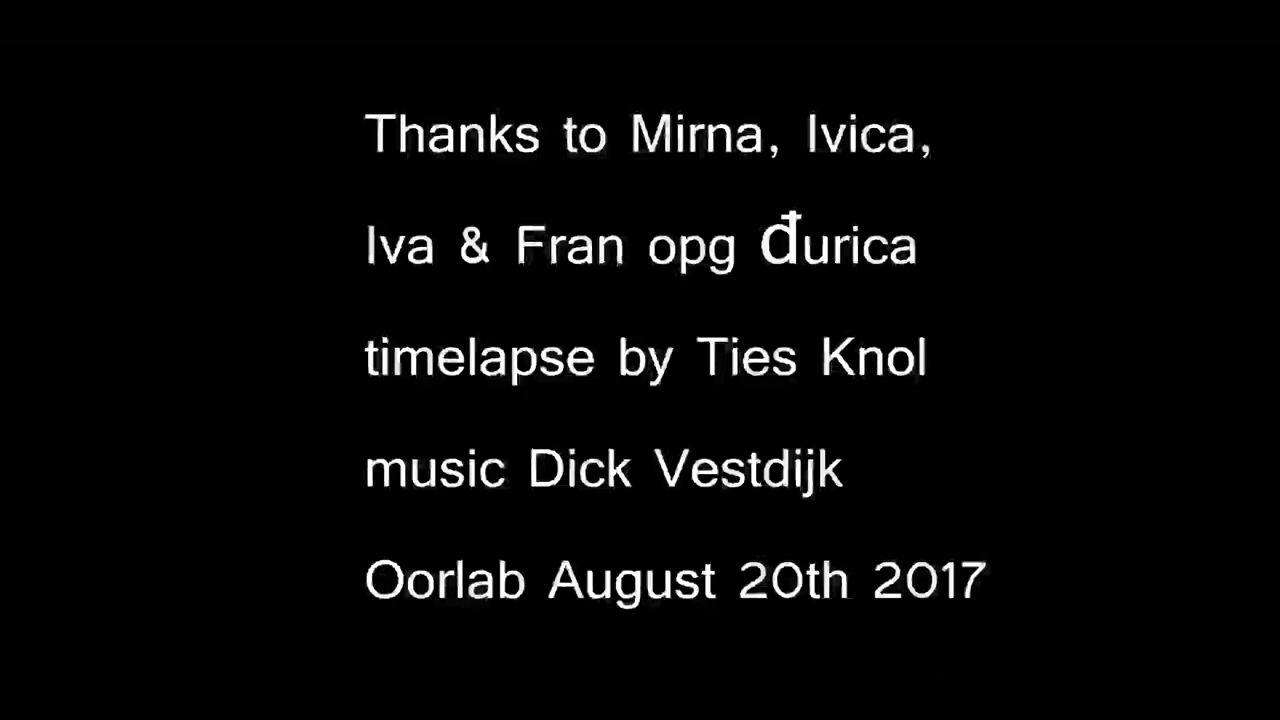 Thanks to Mirna, Ivica,
Iva & Fran opg đurica
timelapse by Ties Knol
music Dick Vestdijk
Oorlab August 20th 2017